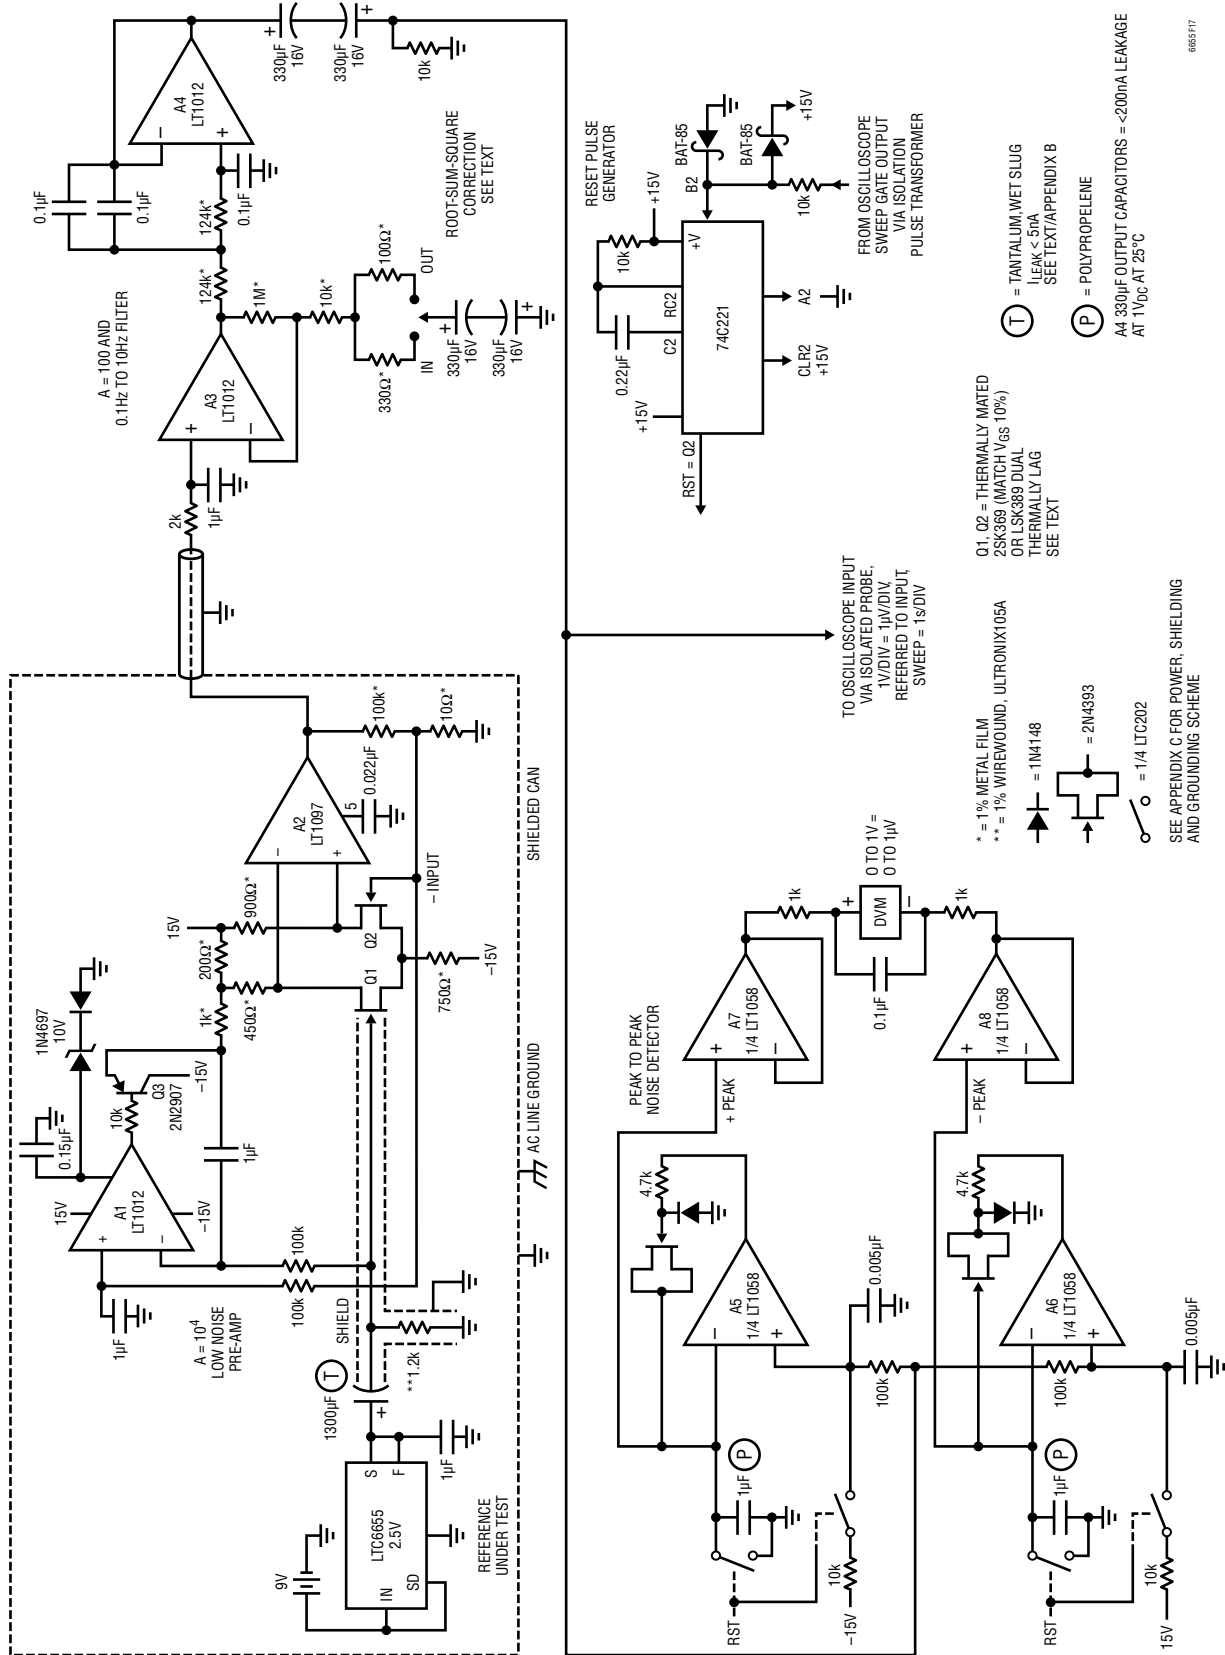 9V
IN
LTC6655
2.5V
SD
S
F
REFERENCE
UNDER TEST
1µF
1300µF
T
+
**1.2k
SHIELD
A = 10⁴
LOW NOISE
PRE-AMP
1µF
100k
100k
15V
+
–
A1
LT1012
–15V
0.15µF
1µF
10k
Q3
2N2907
–15V
1N4697
10V
1k*
450Ω*
200Ω*
15V
900Ω*
Q1
Q2
750Ω*
–15V
– INPUT
–
+
A2
LT1097
5
0.022µF
100k*
10Ω*
SHIELDED CAN
AC LINE GROUND
2k
1µF
+
–
A3
LT1012
A = 100 AND
0.1Hz TO 10Hz FILTER
124k*
1M*
10k*
330Ω*
100Ω*
IN
OUT
+
330µF
16V
330µF
16V
+
ROOT-SUM-SQUARE
CORRECTION
SEE TEXT
124k*
0.1µF
0.1µF
0.1µF
–
+
A4
LT1012
+
330µF
16V
330µF
16V
+
10k
TO OSCILLOSCOPE INPUT
VIA ISOLATED PROBE,
1V/DIV = 1µV/DIV,
REFERRED TO INPUT,
SWEEP = 1s/DIV
RST = Q2
+15V
0.22µF
10k
+15V
RESET PULSE
GENERATOR
C2
RC2
+V
74C221
CLR2
+15V
A2
B2
BAT-85
BAT-85
+15V
10k
FROM OSCILLOSCOPE
SWEEP GATE OUTPUT
VIA ISOLATION
PULSE TRANSFORMER
PEAK TO PEAK
NOISE DETECTOR
RST
1µF
P
10k
–15V
–
+
A5
1/4 LT1058
4.7k
0.005µF
100k
+ PEAK
+
–
A7
1/4 LT1058
1k
+
DVM
–
0 TO 1V =
0 TO 1µV
0.1µF
1k
RST
1µF
P
10k
15V
–
+
A6
1/4 LT1058
4.7k
100k
0.005µF
– PEAK
+
–
A8
1/4 LT1058
* = 1% METAL FILM
** = 1% WIREWOUND, ULTRONIX105A
= 1N4148
= 2N4393
= 1/4 LTC202
SEE APPENDIX C FOR POWER, SHIELDING
AND GROUNDING SCHEME
Q1, Q2 = THERMALLY MATED
2SK369 (MATCH VGS 10%)
OR LSK389 DUAL
THERMALLY LAG
SEE TEXT
T = TANTALUM,WET SLUG
ILEAK < 5nA
SEE TEXT/APPENDIX B
P = POLYPROPELENE
A4 330µF OUTPUT CAPACITORS = <200nA LEAKAGE
AT 1VDC AT 25°C
6655 F17